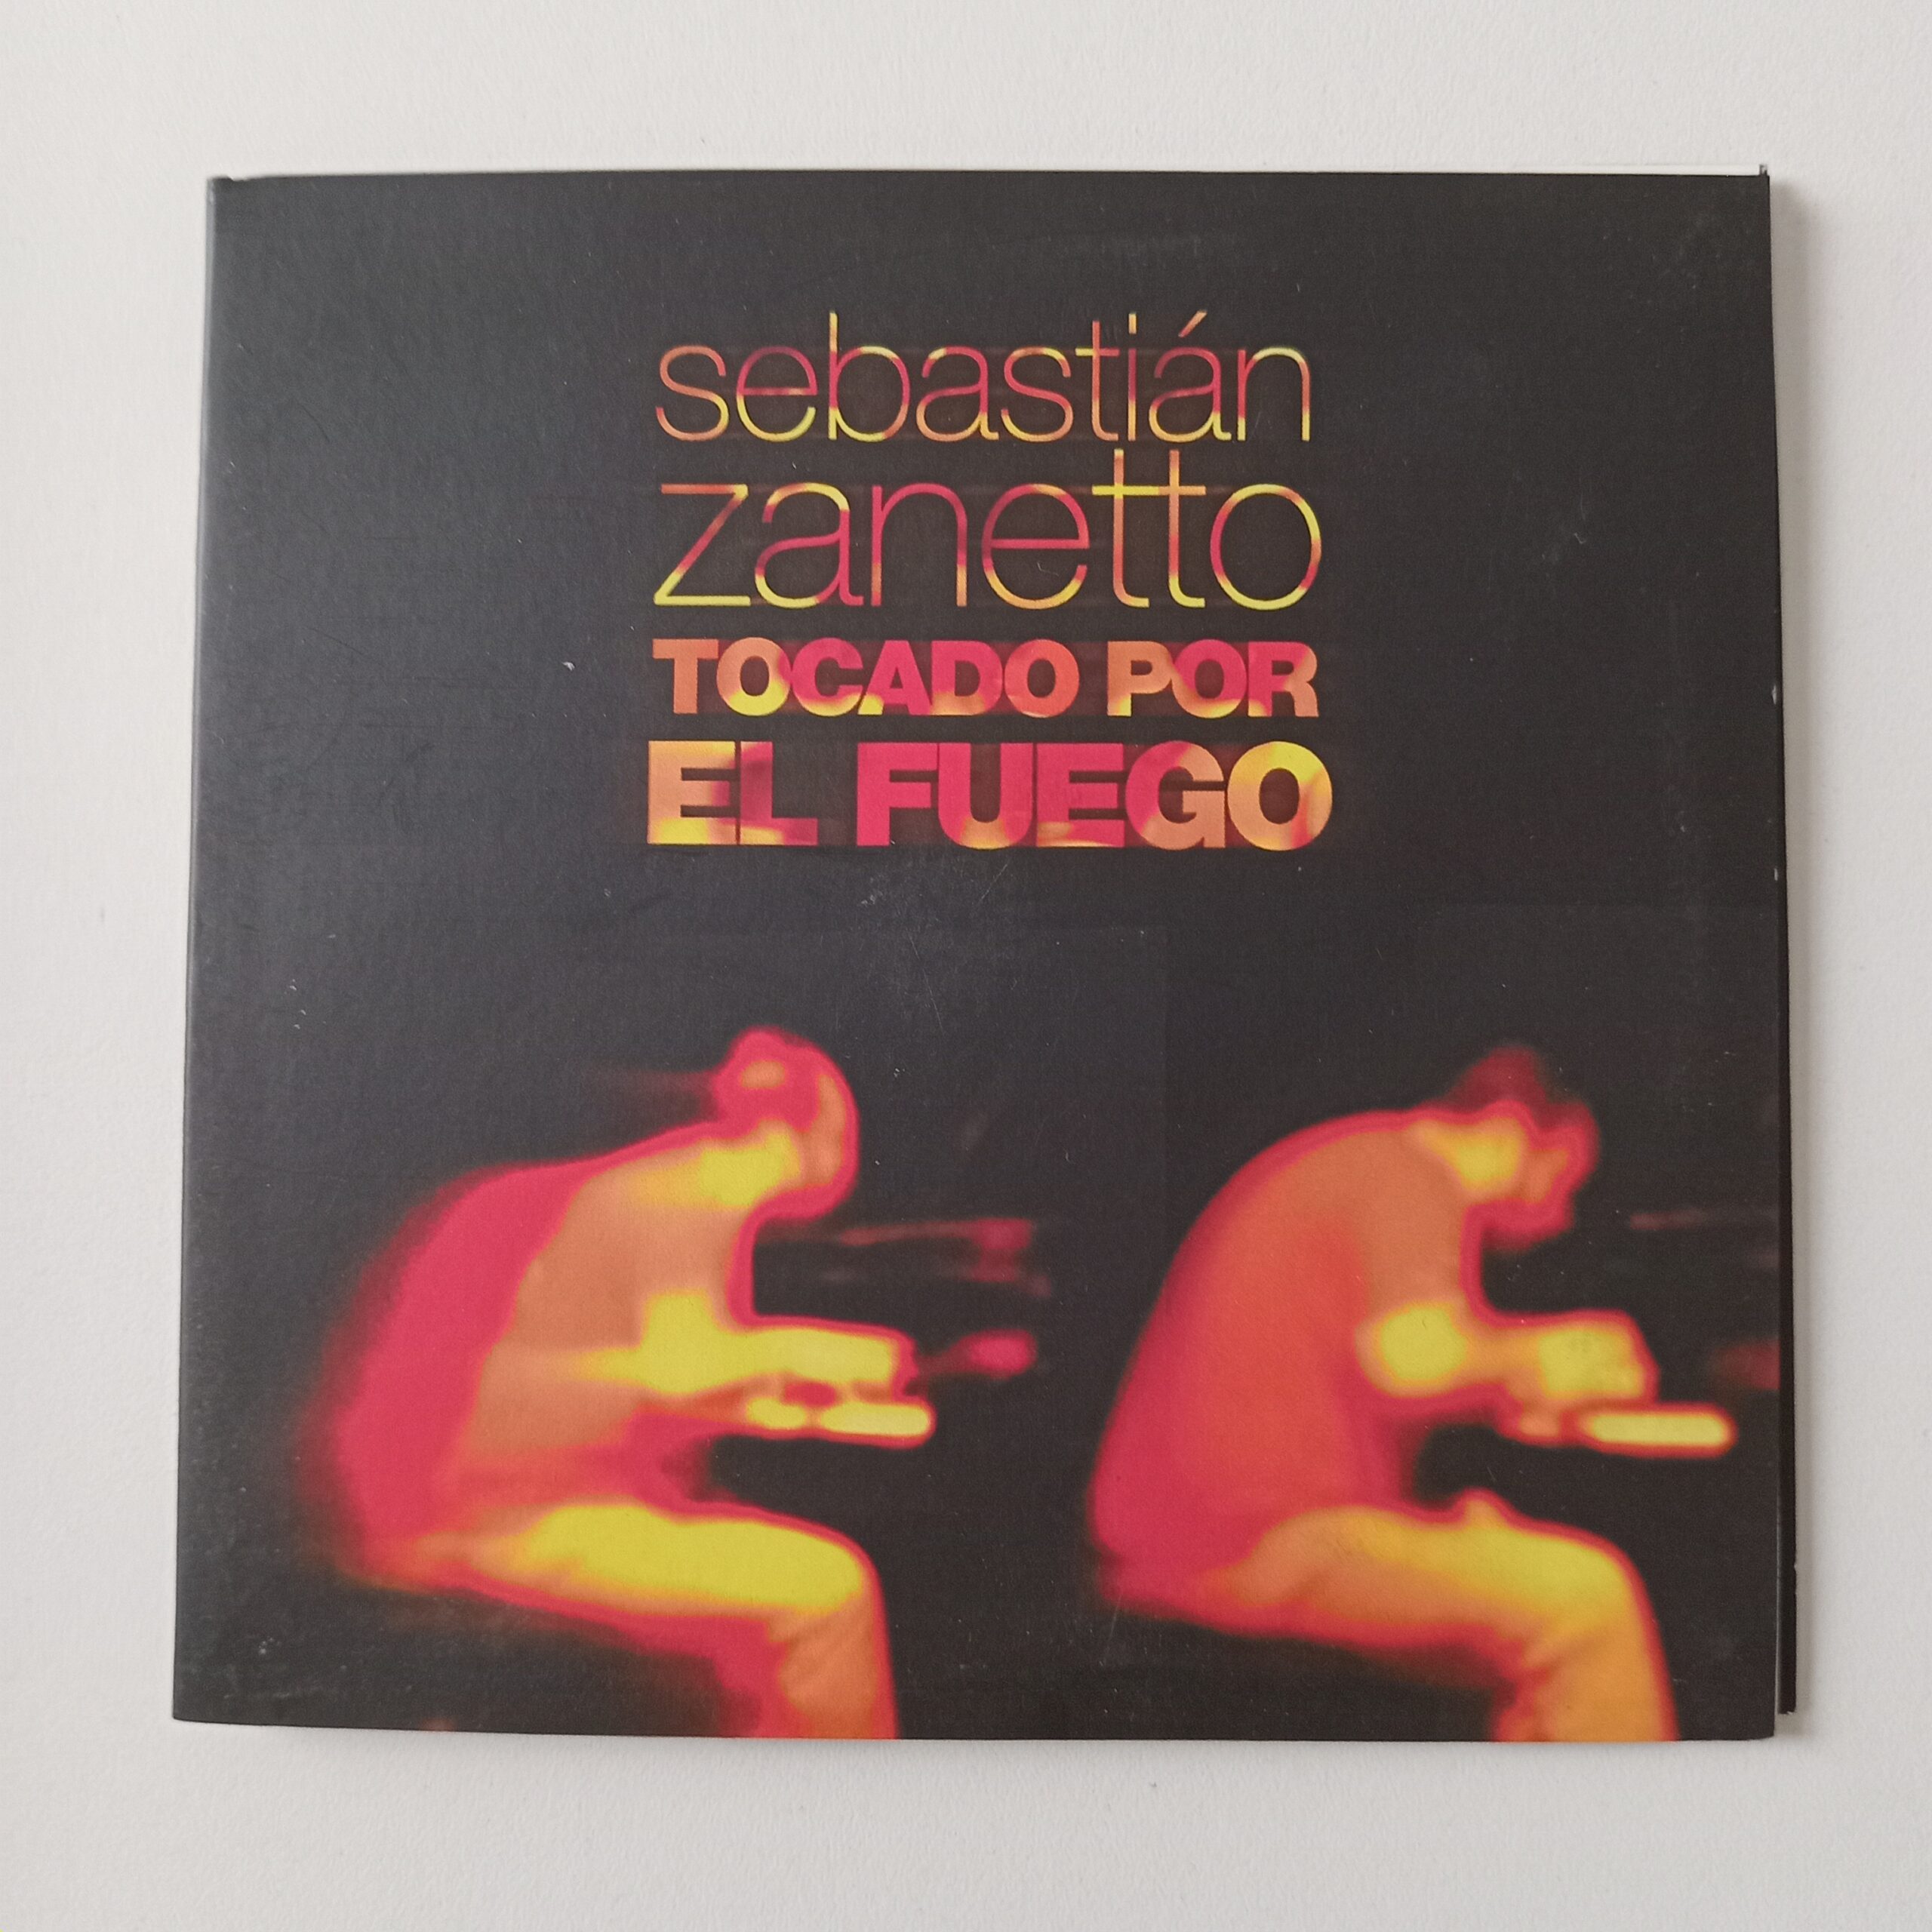 sebastián
zanetto
TOCADO POR
EL FUEGO